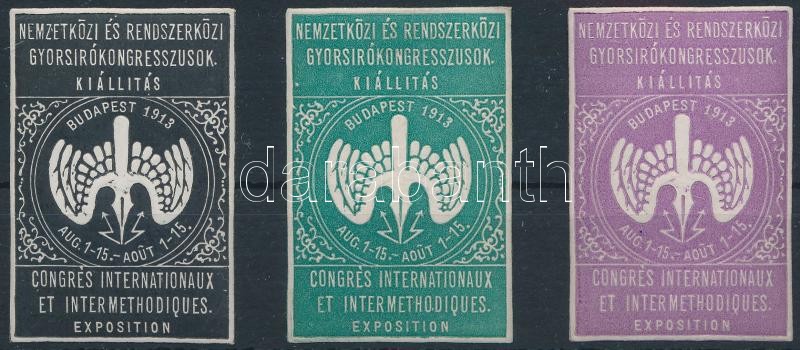 NEMZETKÖZI ÉS RENDSZERKÖZI
GYORSIRÓKONGRESSZUSOK.
KIÁLLITÁS
BUDAPEST 1913
AUG. 1-15.-AOÛT 1-15.
CONGRÈS INTERNATIONAUX
ET INTERMETHODIQUES.
EXPOSITION
NEMZETKÖZI ÉS RENDSZERKÖZI
GYORSIRÓKONGRESSZUSOK.
KIÁLLITÁS
BUDAPEST 1913
AUG. 1-15.-AOÛT 1-15.
CONGRÈS INTERNATIONAUX
ET INTERMETHODIQUES.
EXPOSITION
NEMZETKÖZI ÉS RENDSZERKÖZI
GYORSIRÓKONGRESSZUSOK.
KIÁLLITÁS
BUDAPEST 1913
AUG. 1-15.-AOÛT 1-15.
CONGRÈS INTERNATIONAUX
ET INTERMETHODIQUES.
EXPOSITION
darabanth